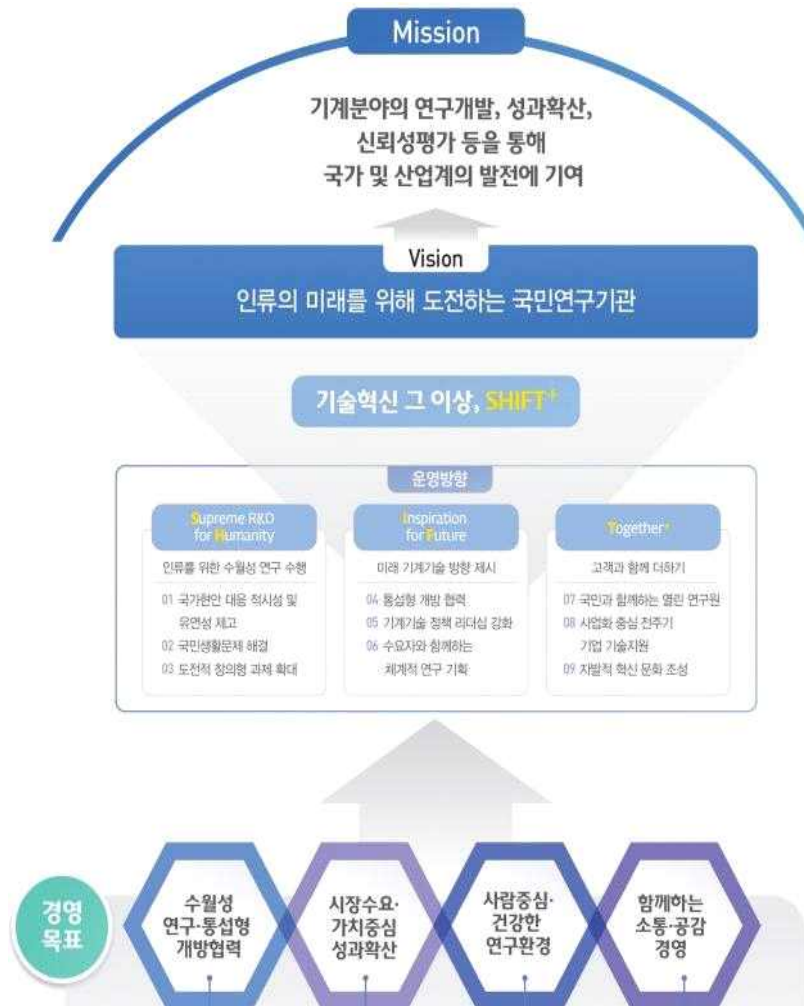 Mission
기계분야의 연구개발, 성과확산,
신뢰성평가 등을 통해
국가 및 산업계의 발전에 기여
Vision
인류의 미래를 위해 도전하는 국민연구기관
기술혁신 그 이상, SHIFT+
운영방향
Supreme R&D
for Humanity
인류를 위한 수월성 연구 수행
01 국가현안 대응 적시성 및
유연성 제고
02 국민생활문제 해결
03 도전적 창의형 과제 확대
Inspiration
for Future
미래 기계기술 방향 제시
04 통섭형 개방 협력
05 기계기술 정책 리더십 강화
06 수요자와 함께하는
체계적 연구 기획
Together+
고객과 함께 더하기
07 국민과 함께하는 열린 연구원
08 사업화 중심 전주기
기업 기술지원
09 자발적 혁신 문화 조성
경영
목표
수월성
연구·통섭형
개방협력
시장수요·
가치중심
성과확산
사람중심·
건강한
연구환경
함께하는
소통·공감
경영